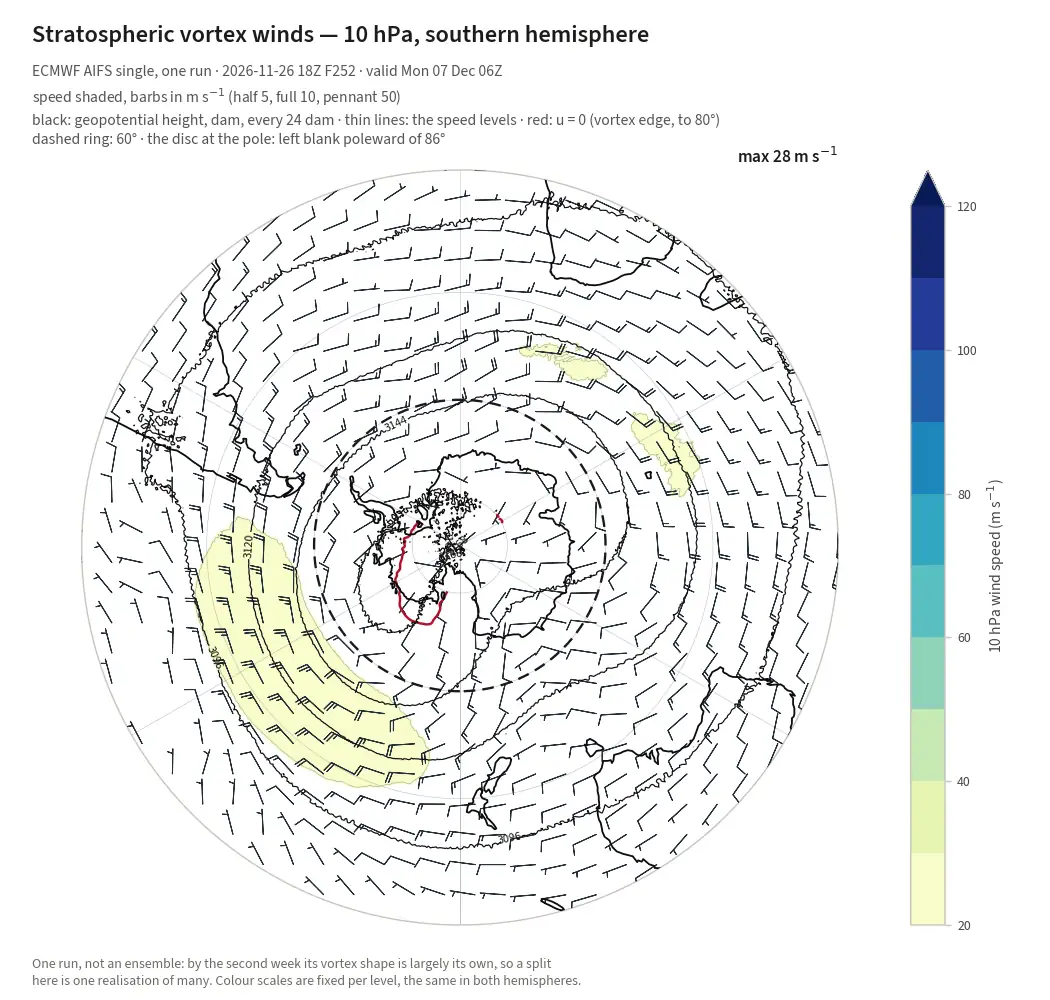 Stratospheric vortex winds — 10 hPa, southern hemisphere
ECMWF AIFS single, one run · 2026-11-26 18Z F252 · valid Mon 07 Dec 06Z
speed shaded, barbs in m s⁻¹ (half 5, full 10, pennant 50)
black: geopotential height, dam, every 24 dam · thin lines: the speed levels · red: u = 0 (vortex edge, to 80°)
dashed ring: 60° · the disc at the pole: left blank poleward of 86°
max 28 m s⁻¹
120
100
80
60
40
20
10 hPa wind speed (m s⁻¹)
3144
3120
3096
3096
One run, not an ensemble: by the second week its vortex shape is largely its own, so a split
here is one realisation of many. Colour scales are fixed per level, the same in both hemispheres.